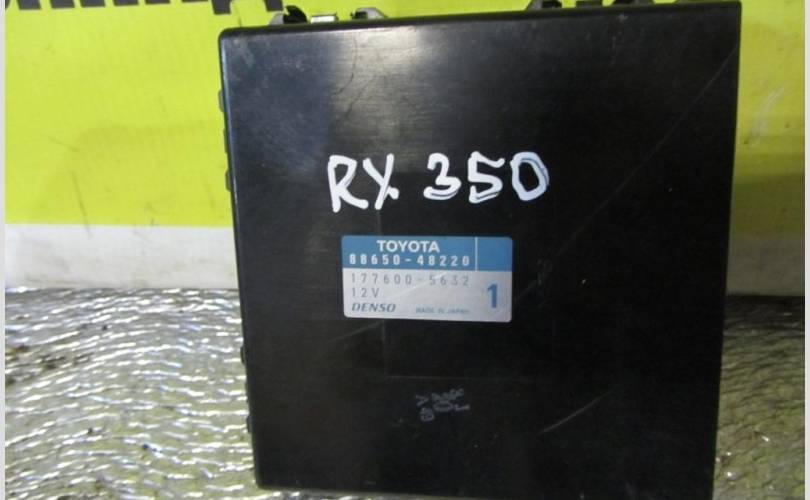 RX 350
TOYOTA
88650-48220
177600-5632
12V
1
DENSO MADE IN JAPAN